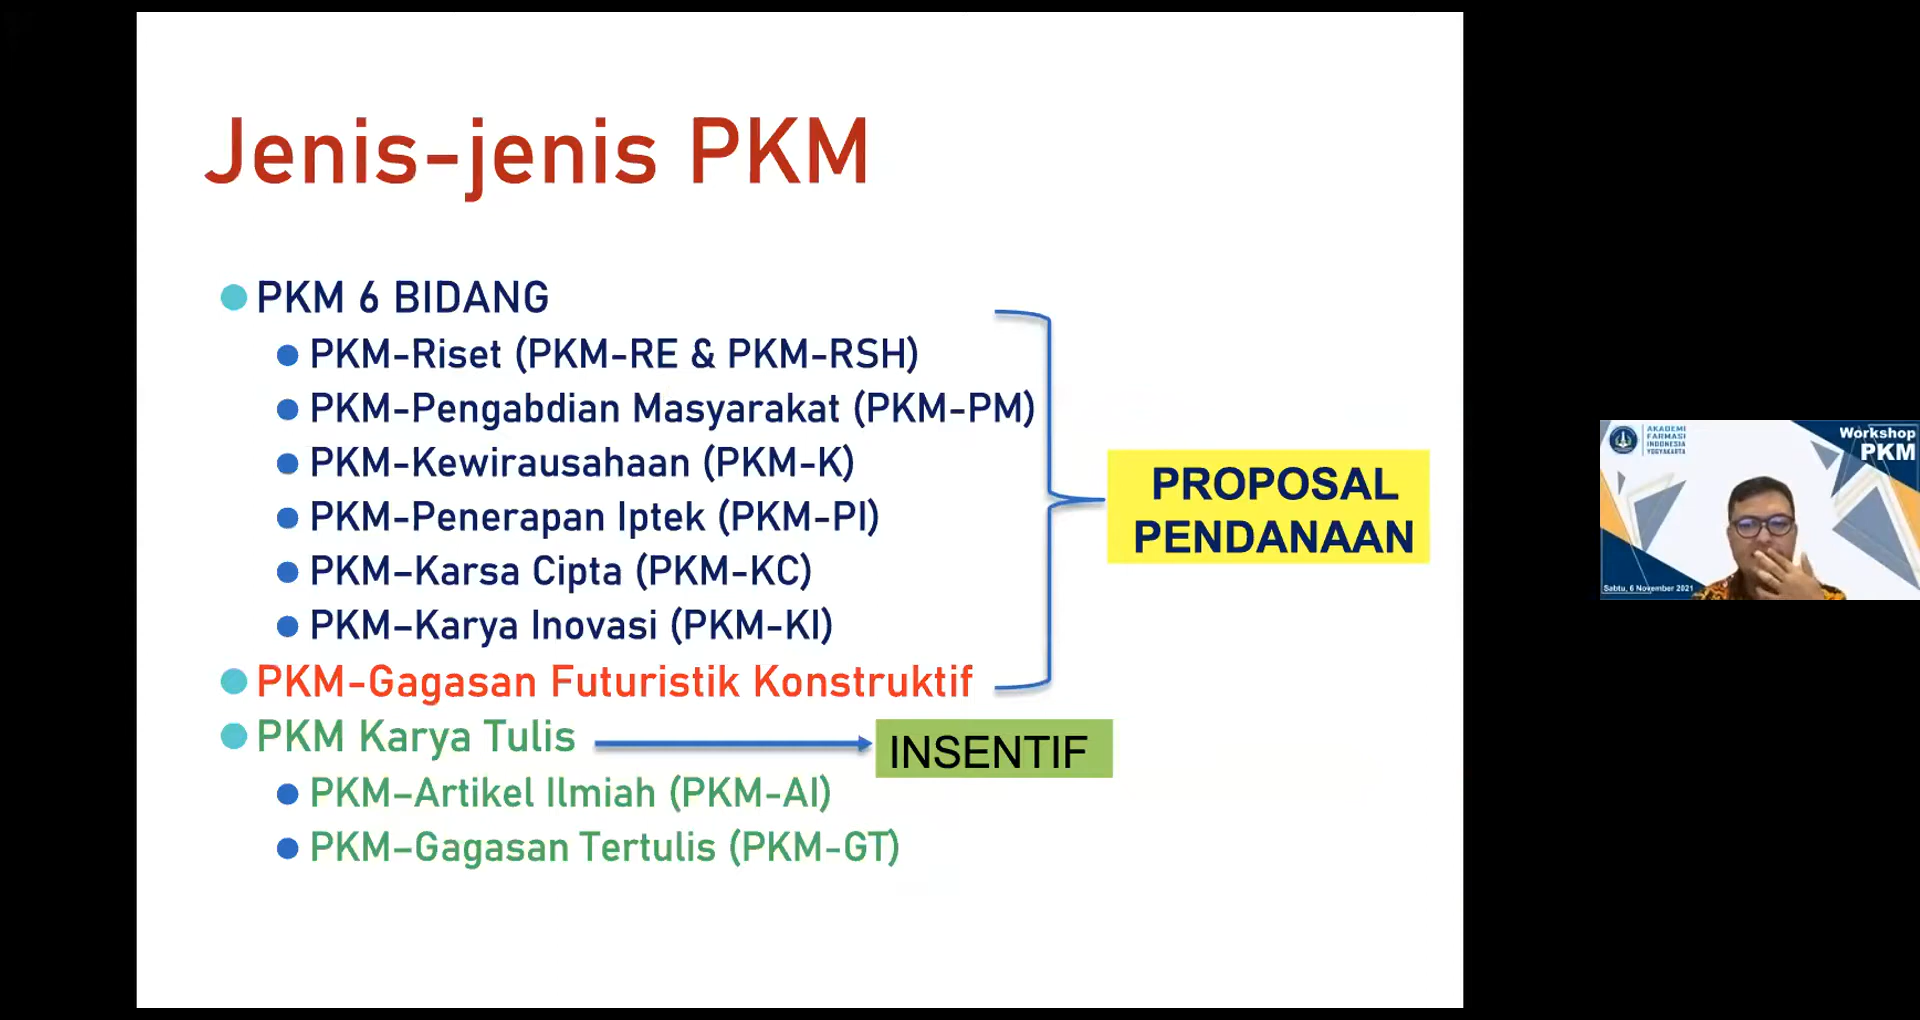 Jenis-jenis PKM
PKM 6 BIDANG
PKM-Riset (PKM-RE & PKM-RSH)
PKM-Pengabdian Masyarakat (PKM-PM)
PKM-Kewirausahaan (PKM-K)
PKM-Penerapan Iptek (PKM-PI)
PKM–Karsa Cipta (PKM-KC)
PKM–Karya Inovasi (PKM-KI)
PKM-Gagasan Futuristik Konstruktif
PROPOSAL
PENDANAAN
PKM Karya Tulis
INSENTIF
PKM–Artikel Ilmiah (PKM-AI)
PKM–Gagasan Tertulis (PKM-GT)
AKADEMI
FARMASI
INDONESIA
YOGYAKARTA
Workshop
PKM
Sabtu, 6 November 2021